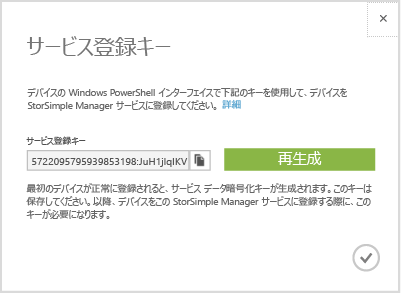 サービス登録キー
デバイスの Windows PowerShell インターフェイスで下記のキーを使用して、デバイスを
StorSimple Manager サービスに登録してください。 詳細
サービス登録キー
5722095795939853198:JuH1jIqIKV
再生成
最初のデバイスが正常に登録されると、サービス データ暗号化キーが生成されます。このキーは
保存してください。以降、デバイスをこの StorSimple Manager サービスに登録する際に、この
キーが必要になります。